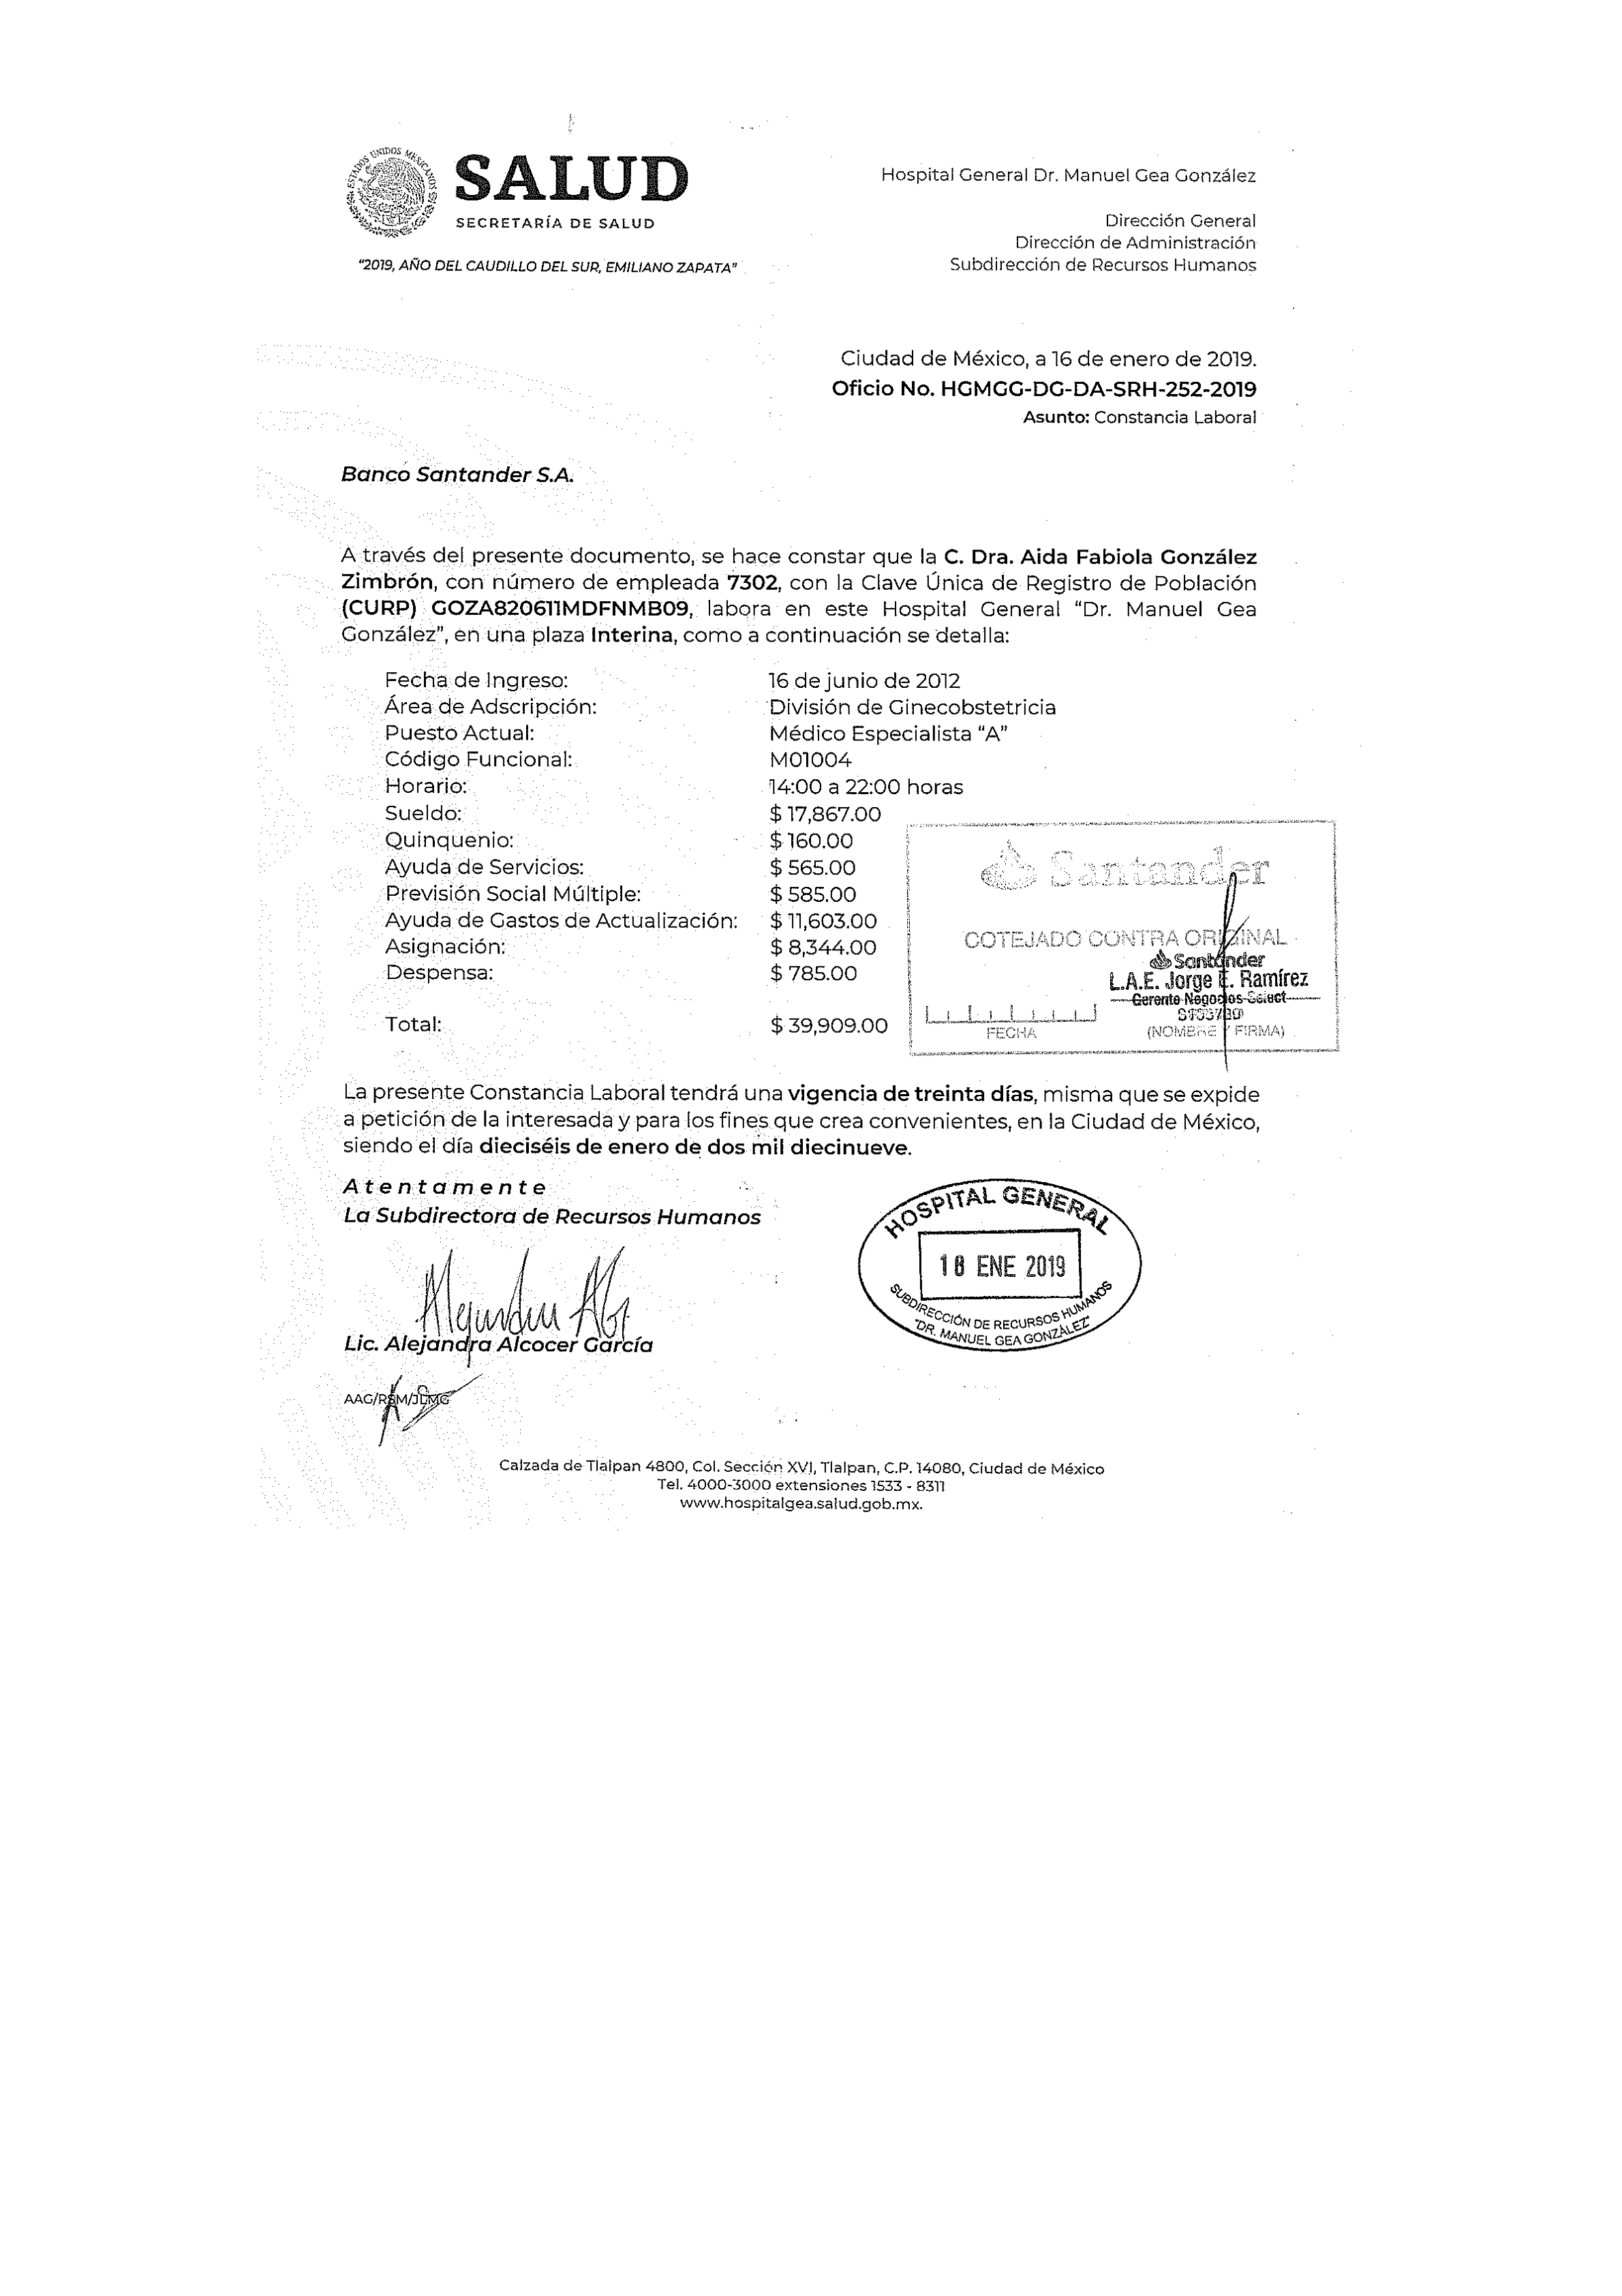 ESTADOS UNIDOS MEXICANOS
SALUD
SECRETARÍA DE SALUD
"2019, AÑO DEL CAUDILLO DEL SUR, EMILIANO ZAPATA"
Hospital General Dr. Manuel Gea González
Dirección General
Dirección de Administración
Subdirección de Recursos Humanos
Ciudad de México, a 16 de enero de 2019.
Oficio No. HGMGG-DG-DA-SRH-252-2019
Asunto: Constancia Laboral
Banco Santander S.A.
A través del presente documento, se hace constar que la C. Dra. Aida Fabiola González
Zimbrón, con número de empleada 7302, con la Clave Única de Registro de Población
(CURP) GOZA820611MDFNMB09, labora en este Hospital General "Dr. Manuel Gea
González", en una plaza Interina, como a continuación se detalla:
Fecha de Ingreso: 16 de junio de 2012
Área de Adscripción: División de Ginecobstetricia
Puesto Actual: Médico Especialista "A"
Código Funcional: M01004
Horario: 14:00 a 22:00 horas
Sueldo: $ 17,867.00
Quinquenio: $ 160.00
Ayuda de Servicios: $ 565.00
Previsión Social Múltiple: $ 585.00
Ayuda de Gastos de Actualización: $ 11,603.00
Asignación: $ 8,344.00
Despensa: $ 785.00
Total: $ 39,909.00
Santander
COTEJADO CONTRA ORIGINAL
Santander
L.A.E. Jorge E. Ramírez
Gerente Negocios Select
FECHA (NOMBRE Y FIRMA)
La presente Constancia Laboral tendrá una vigencia de treinta días, misma que se expide
a petición de la interesada y para los fines que crea convenientes, en la Ciudad de México,
siendo el día dieciséis de enero de dos mil diecinueve.
Atentamente
La Subdirectora de Recursos Humanos
HOSPITAL GENERAL
16 ENE 2019
SUBDIRECCIÓN DE RECURSOS HUMANOS
"DR. MANUEL GEA GONZÁLEZ"
Lic. Alejandra Alcocer García
Calzada de Tlalpan 4800, Col. Sección XVI, Tlalpan, C.P. 14080, Ciudad de México
Tel. 4000-3000 extensiones 1533 - 8311
www.hospitalgea.salud.gob.mx.